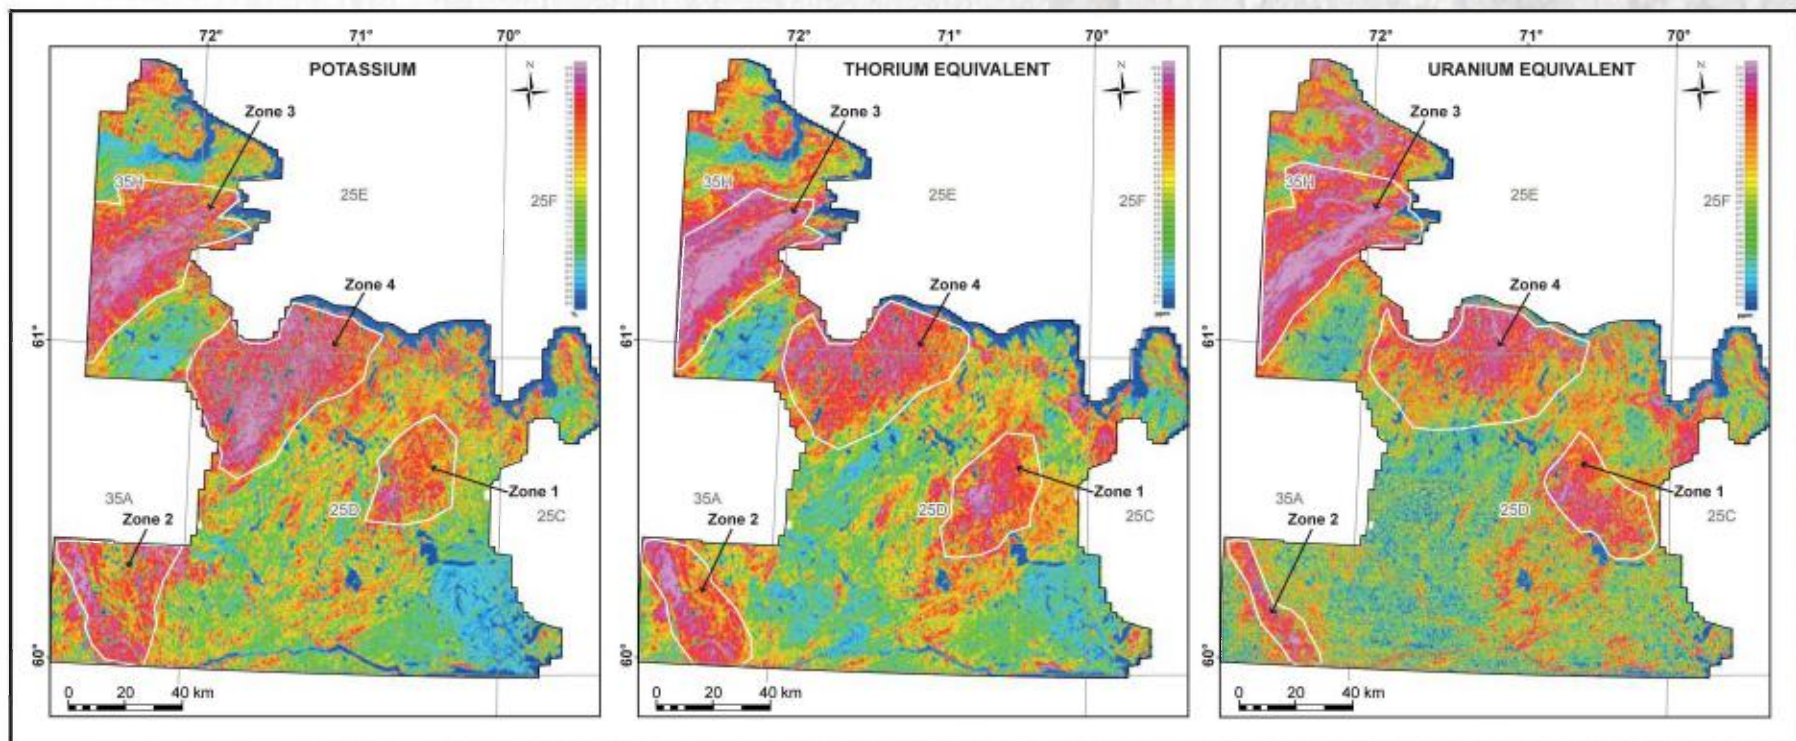 72° 71° 70°
POTASSIUM
N
Zone 3
35H
25E
25F
Zone 4
61°
Zone 1
35A
Zone 2
25D
25C
60°
0 20 40 km
%
72° 71° 70°
THORIUM EQUIVALENT
N
Zone 3
35H
25E
25F
ppm
Zone 4
61°
Zone 1
35A
Zone 2
25D
25C
60°
0 20 40 km
72° 71° 70°
URANIUM EQUIVALENT
N
Zone 3
35H
25E
25F
ppm
Zone 4
61°
Zone 1
35A
Zone 2
25D
25C
60°
0 20 40 km